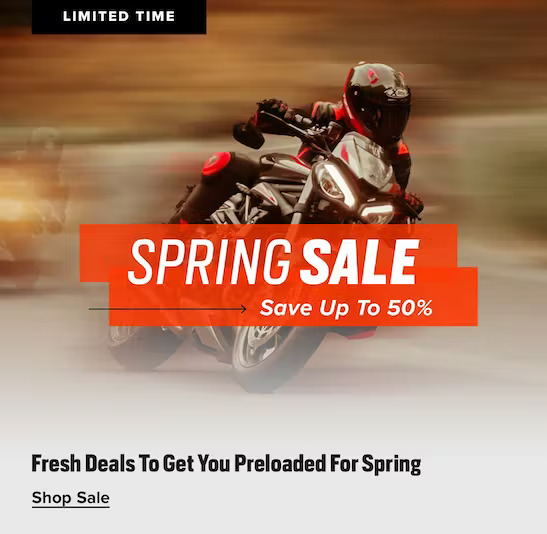 LIMITED TIME
SPRING SALE
Save Up To 50%
Fresh Deals To Get You Preloaded For Spring
Shop Sale